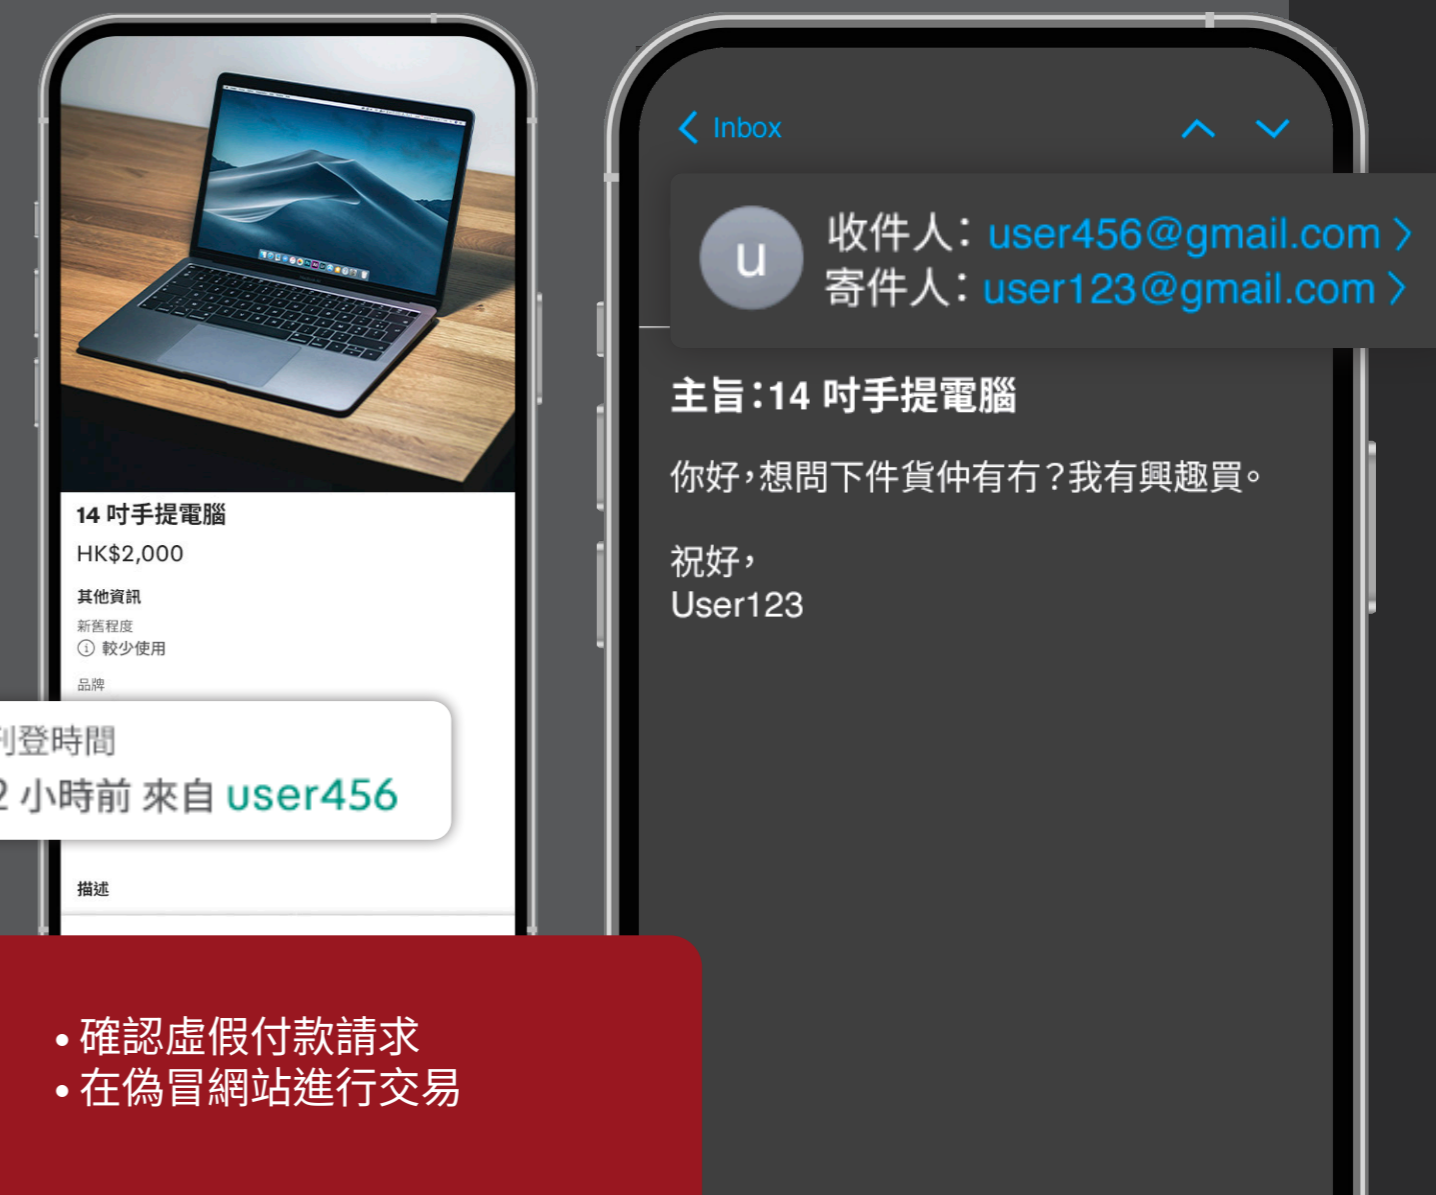 14 吋手提電腦
HK$2,000
其他資訊
新舊程度
較少使用
品牌
刊登時間
2 小時前 來自 user456
描述
Inbox
u
收件人：user456@gmail.com
寄件人：user123@gmail.com
主旨：14 吋手提電腦
你好，想問下件貨仲有冇？我有興趣買。
祝好，
User123
• 確認虛假付款請求
• 在偽冒網站進行交易